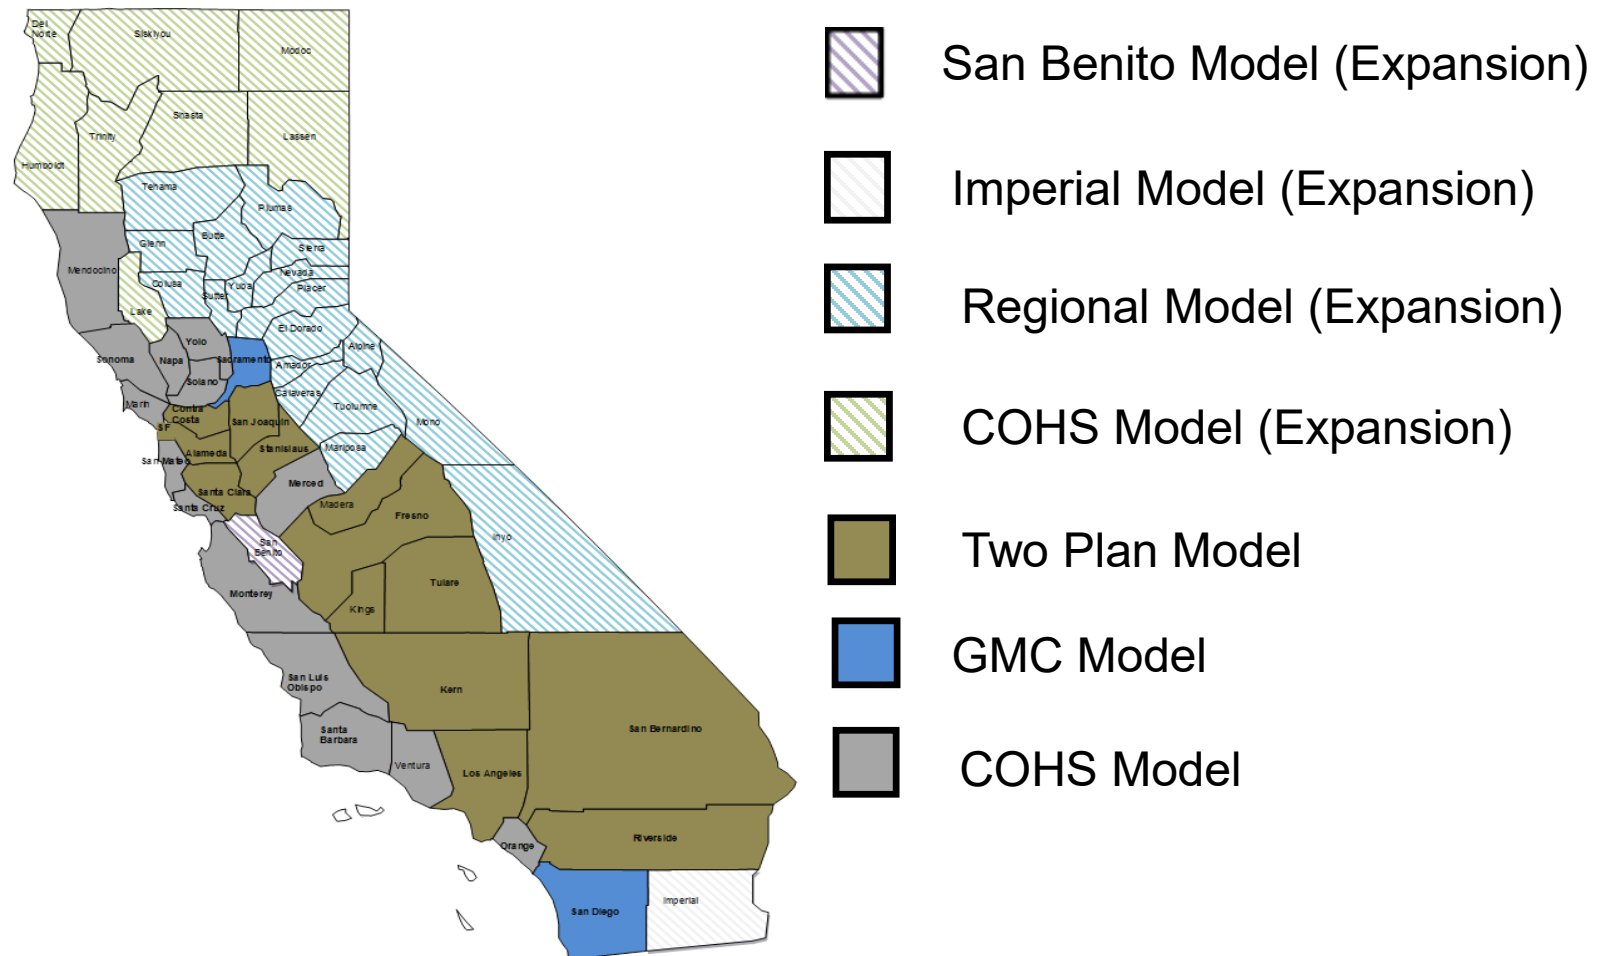 Del
Norte
Siskiyou
Modoc
Shasta
Trinity
Lassen
Humboldt
Tehama
Plumas
Butte
Glenn
Sierra
Mendocino
Nevada
Colusa
Yuba
Placer
Sutter
Lake
El Dorado
Yolo
Alpine
Sonoma
Napa
Sacramento
Amador
Solano
Calaveras
Marin
Tuolumne
Contra
Costa
San Joaquin
Mono
SF
Mariposa
Stanislaus
Alameda
San Mateo
Merced
Santa Clara
Madera
Santa Cruz
Fresno
Inyo
San
Benito
Tulare
Monterey
Kings
San Luis
Obispo
Kern
San Bernardino
Santa
Barbara
Ventura
Los Angeles
Riverside
Orange
Imperial
San Diego
San Benito Model (Expansion)
Imperial Model (Expansion)
Regional Model (Expansion)
COHS Model (Expansion)
Two Plan Model
GMC Model
COHS Model